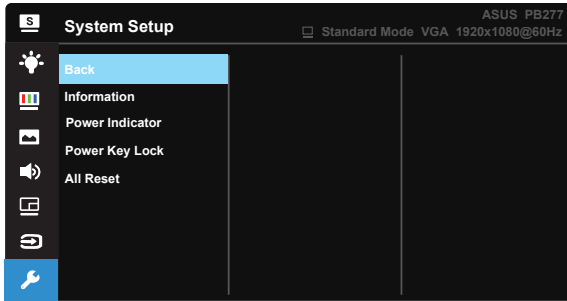 S
System Setup
ASUS PB277
Standard Mode VGA 1920x1080@60Hz
Back
Information
Power Indicator
Power Key Lock
All Reset